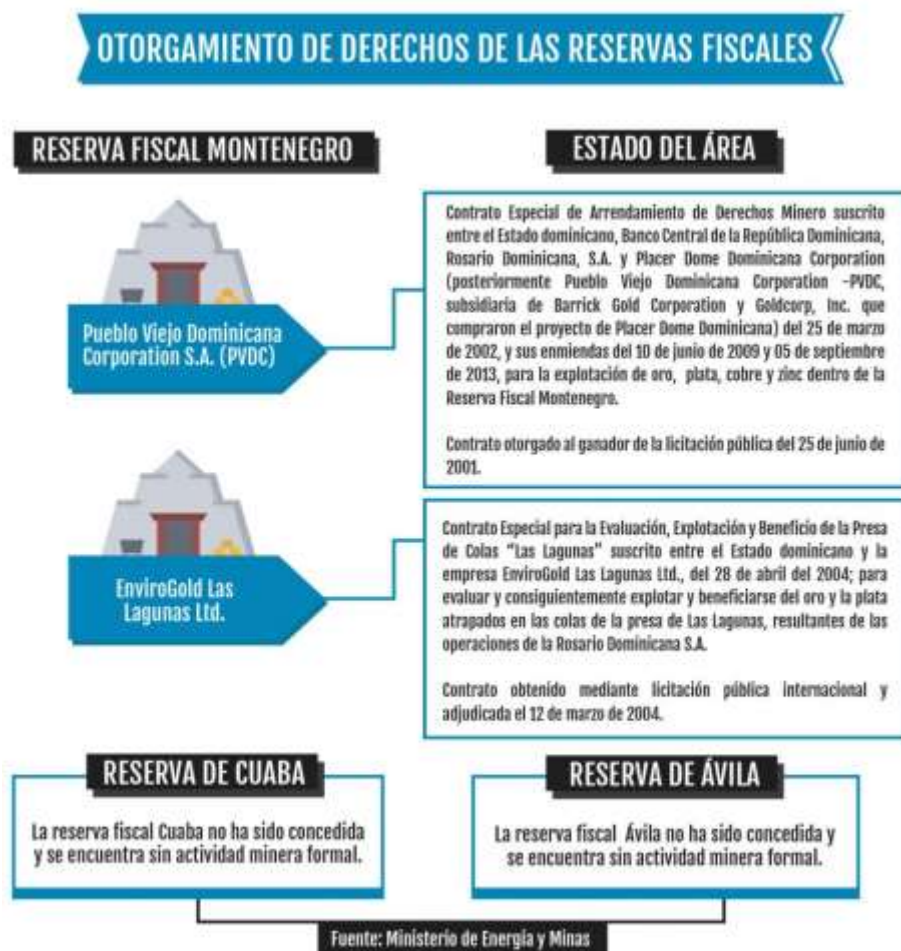 OTORGAMIENTO DE DERECHOS DE LAS RESERVAS FISCALES
RESERVA FISCAL MONTENEGRO
ESTADO DEL ÁREA
Pueblo Viejo Dominicana
Corporation S.A. (PVDC)
Contrato Especial de Arrendamiento de Derechos Minero suscrito
entre el Estado dominicano, Banco Central de la República Dominicana,
Rosario Dominicana, S.A. y Placer Dome Dominicana Corporation
(posteriormente Pueblo Viejo Dominicana Corporation -PVDC,
subsidiaria de Barrick Gold Corporation y Goldcorp, Inc. que
compraron el proyecto de Placer Dome Dominicana) del 25 de marzo
de 2002, y sus enmiendas del 10 de junio de 2009 y 05 de septiembre
de 2013, para la explotación de oro, plata, cobre y zinc dentro de la
Reserva Fiscal Montenegro.
Contrato otorgado al ganador de la licitación pública del 25 de junio de
2001.
EnviroGold Las
Lagunas Ltd.
Contrato Especial para la Evaluación, Explotación y Beneficio de la Presa
de Colas “Las Lagunas” suscrito entre el Estado dominicano y la
empresa EnviroGold Las Lagunas Ltd., del 28 de abril del 2004; para
evaluar y consiguientemente explotar y beneficiarse del oro y la plata
atrapados en las colas de la presa de Las Lagunas, resultantes de las
operaciones de la Rosario Dominicana S.A.
Contrato obtenido mediante licitación pública internacional y
adjudicada el 12 de marzo de 2004.
RESERVA DE CUABA
La reserva fiscal Cuaba no ha sido concedida
y se encuentra sin actividad minera formal.
RESERVA DE ÁVILA
La reserva fiscal Ávila no ha sido concedida y
se encuentra sin actividad minera formal.
Fuente: Ministerio de Energía y Minas